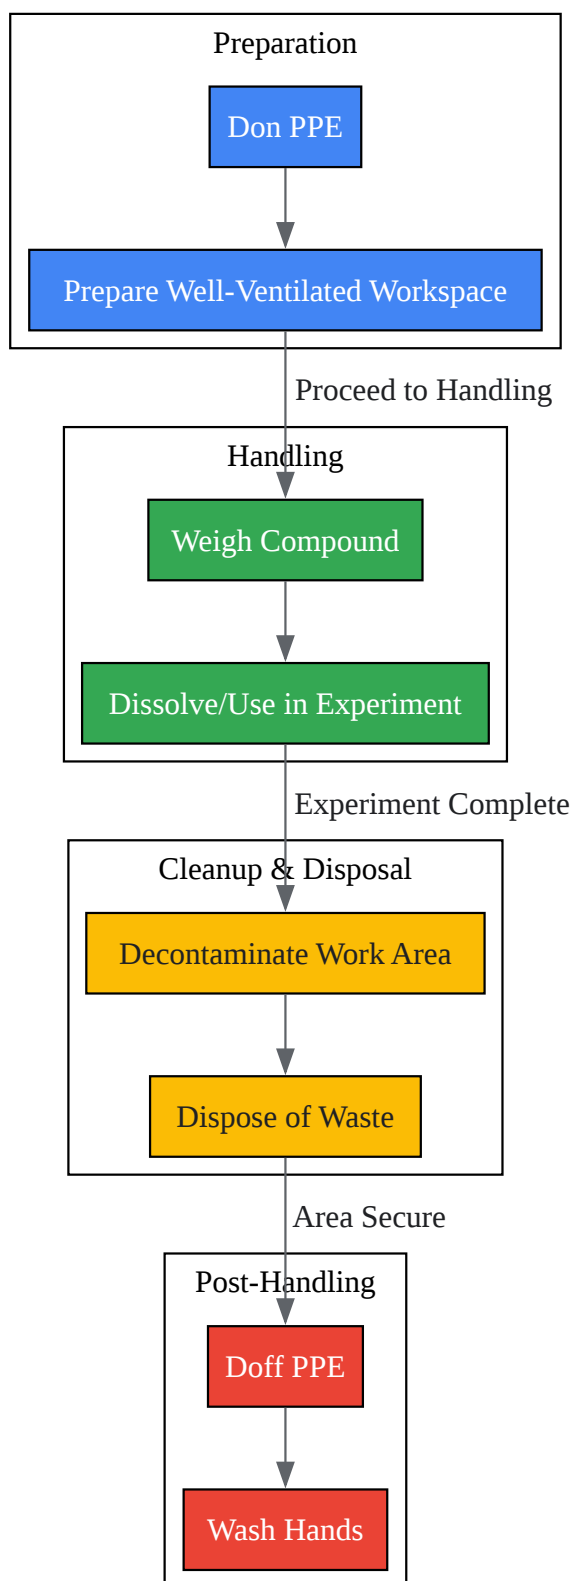 Preparation
Don PPE
Prepare Well-Ventilated Workspace
Proceed to Handling
Handling
Weigh Compound
Dissolve/Use in Experiment
Experiment Complete
Cleanup & Disposal
Decontaminate Work Area
Dispose of Waste
Area Secure
Post-Handling
Doff PPE
Wash Hands